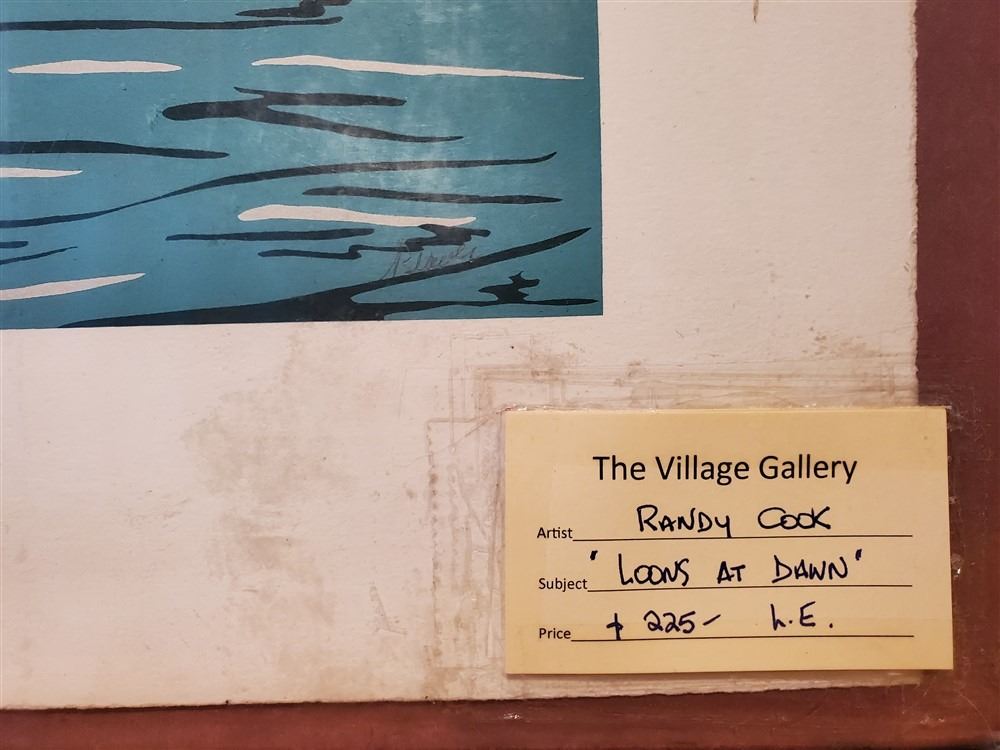 The Village Gallery
Artist RANDY COOK
Subject "LOONS AT DAWN"
Price $ 225- L.E.